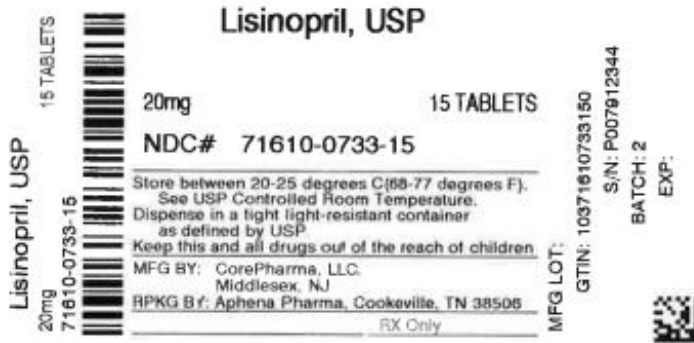 Lisinopril, USP
20mg 15 TABLETS
NDC# 71610-0733-15
Store between 20-25 degrees C(68-77 degrees F).
See USP Controlled Room Temperature.
Dispense in a tight light-resistant container
as defined by USP
Keep this and all drugs out of the reach of children
MFG BY: CorePharma, LLC.
Middlesex, NJ
RPKG BY: Aphena Pharma, Cookeville, TN 38506
RX Only
Lisinopril, USP
20mg 15 TABLETS
71610-0733-15
MFG LOT:
GTIN: 10371610733150
S/N: P007912344
BATCH: 2
EXP: